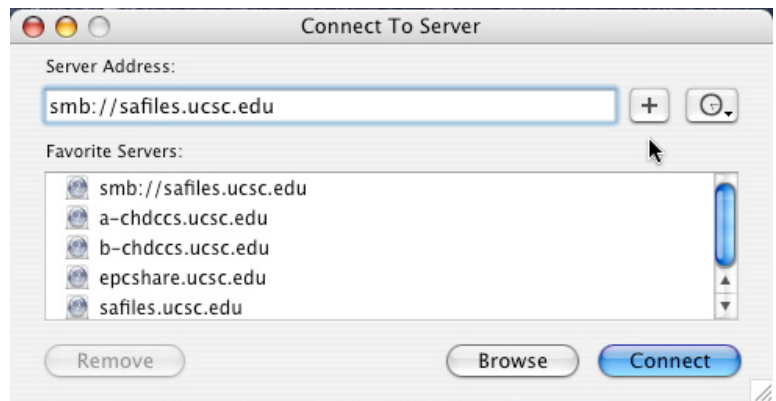 Connect To Server
Server Address:
smb://safiles.ucsc.edu
Favorite Servers:
smb://safiles.ucsc.edu
a-chdccs.ucsc.edu
b-chdccs.ucsc.edu
epcshare.ucsc.edu
safiles.ucsc.edu
Remove Browse Connect